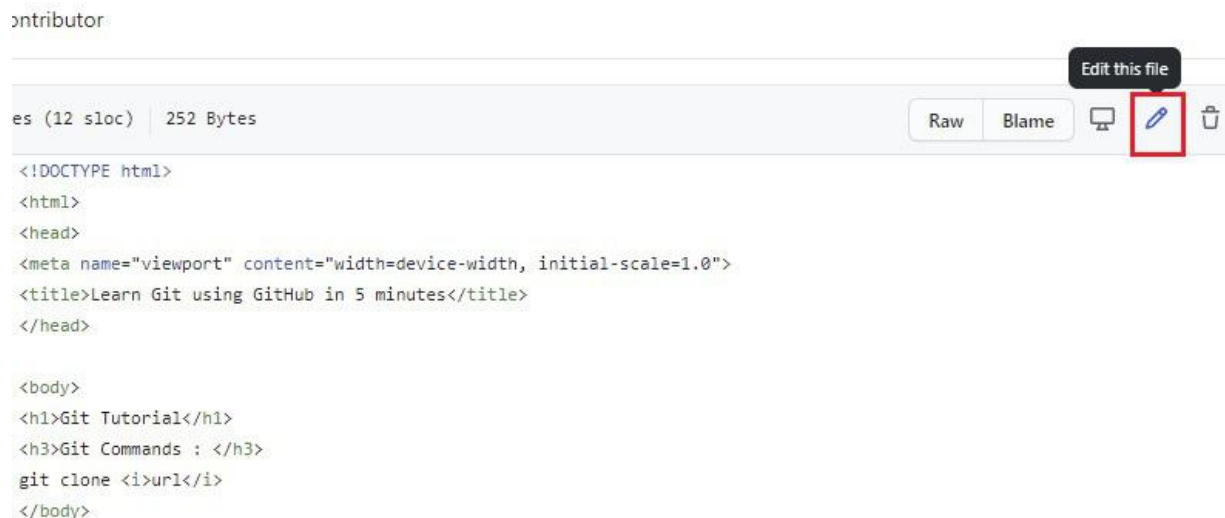 ontributor
Edit this file
es (12 sloc) 252 Bytes Raw Blame
<!DOCTYPE html>
<html>
<head>
<meta name="viewport" content="width=device-width, initial-scale=1.0">
<title>Learn Git using GitHub in 5 minutes</title>
</head>
<body>
<h1>Git Tutorial</h1>
<h3>Git Commands : </h3>
git clone <i>url</i>
</body>